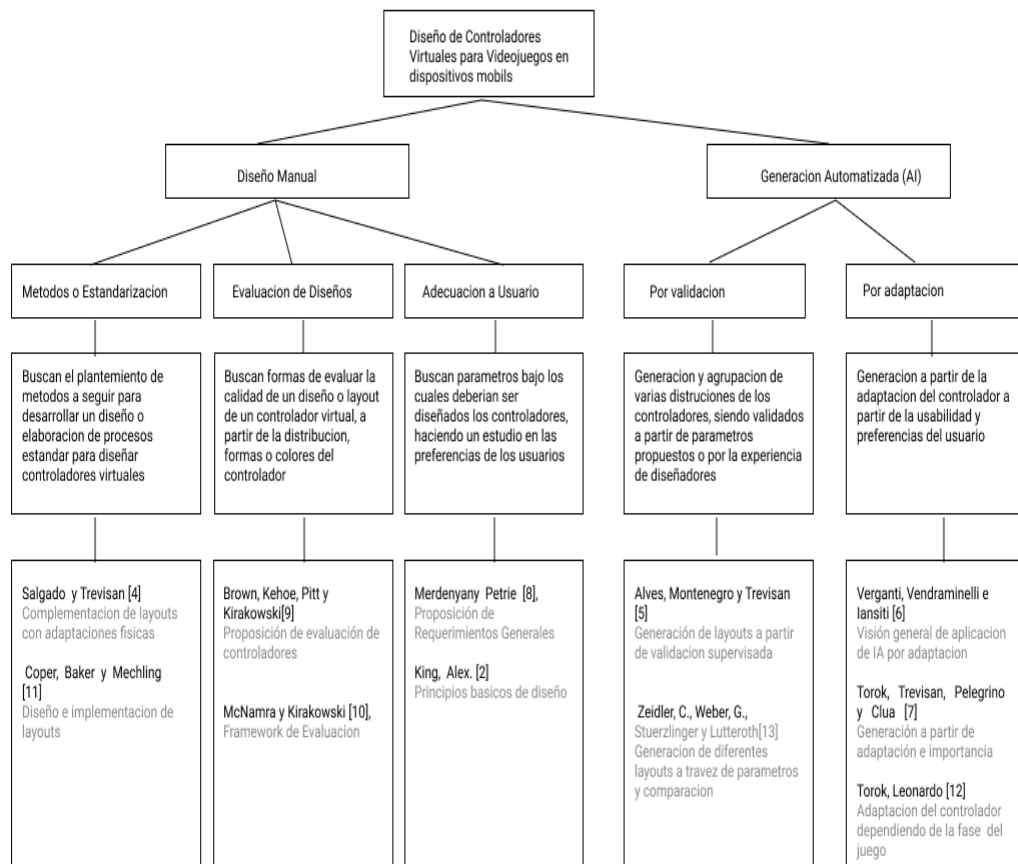 Diseño de Controladores
Virtuales para Videojuegos en
dispositivos mobils
Diseño Manual
Generacion Automatizada (AI)
Metodos o Estandarizacion
Evaluacion de Diseños
Adecuacion a Usuario
Por validacion
Por adaptacion
Buscan el plantemiento de
metodos a seguir para
desarrollar un diseño o
elaboracion de procesos
estandar para diseñar
controladores virtuales
Buscan formas de evaluar la
calidad de un diseño o layout
de un controlador virtual, a
partir de la distribucion,
formas o colores del
controlador
Buscan parametros bajo los
cuales deberian ser
diseñados los controladores,
haciendo un estudio en las
preferencias de los usuarios
Generacion y agrupacion de
varias distruciones de los
controladores, siendo validados
a partir de parametros
propuestos o por la experiencia
de diseñadores
Generacion a partir de la
adaptacion del controlador a
partir de la usabilidad y
preferencias del usuario
Salgado y Trevisan [4]
Complementacion de layouts
con adaptaciones fisicas
Coper, Baker y Mechling
[11]
Diseño e implementacion de
layouts
Brown, Kehoe, Pitt y
Kirakowski[9]
Proposición de evaluación de
controladores
McNamra y Kirakowski [10],
Framework de Evaluacion
Merdenyany Petrie [8],
Proposición de
Requerimientos Generales
King, Alex. [2]
Principios basicos de diseño
Alves, Montenegro y Trevisan
[5]
Generación de layouts a partir
de validacion supervisada
Zeidler, C., Weber, G.,
Stuerzlinger y Lutteroth[13]
Generacion de diferentes
layouts a travez de parametros
y comparacion
Verganti, Vendraminelli e
Iansiti [6]
Visión general de aplicacion
de IA por adaptacion
Torok, Trevisan, Pelegrino
y Clua [7]
Generación a partir de
adaptación e importancia
Torok, Leonardo [12]
Adaptacion del controlador
dependiendo de la fase del
juego